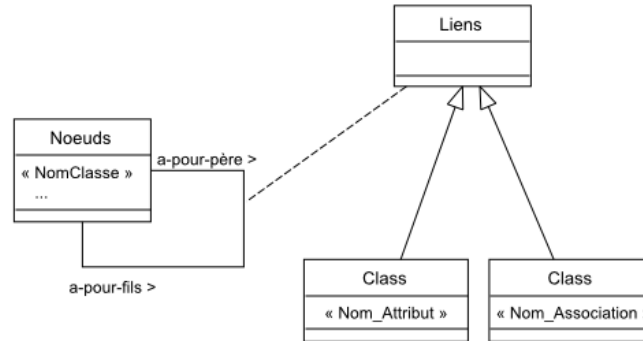 Liens
Noeuds
« NomClasse »
...
a-pour-père >
a-pour-fils >
Class
« Nom_Attribut »
Class
« Nom_Association